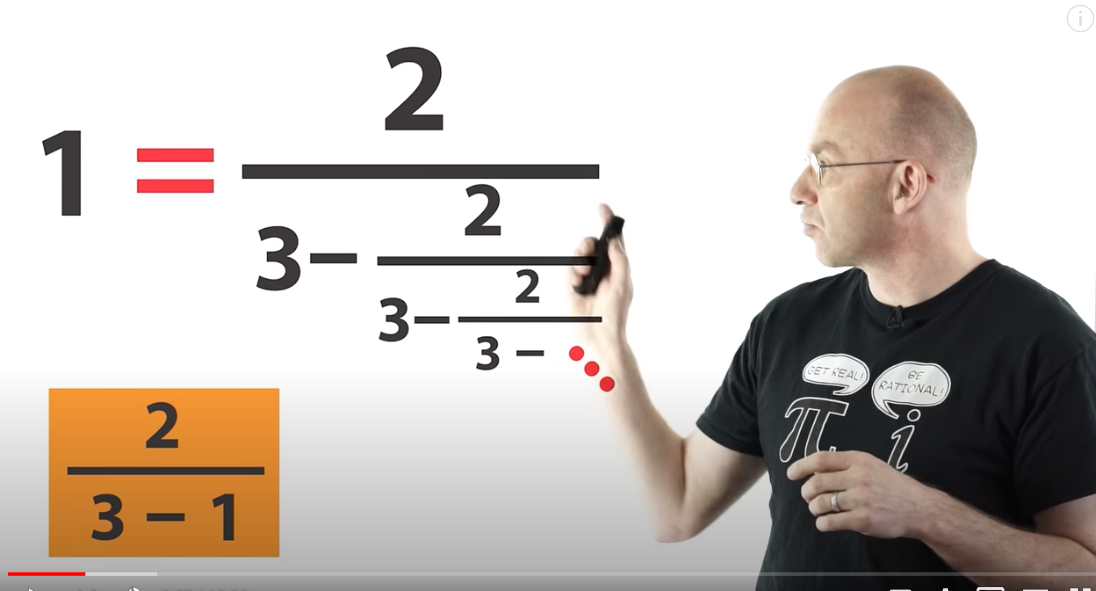 1 = 2
3 − 2
3 − 2
3 − ...
2
3 − 1
GET REAL!
BE RATIONAL!
π i
i